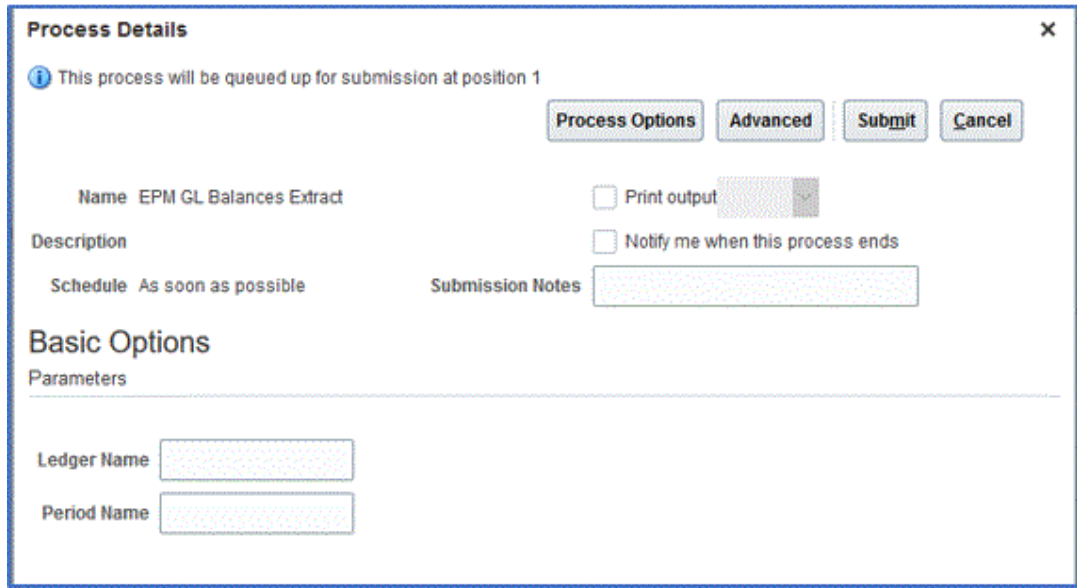 Process Details
This process will be queued up for submission at position 1
Process Options Advanced Submit Cancel
Name EPM GL Balances Extract Print output
Description Notify me when this process ends
Schedule As soon as possible Submission Notes
Basic Options
Parameters
Ledger Name
Period Name